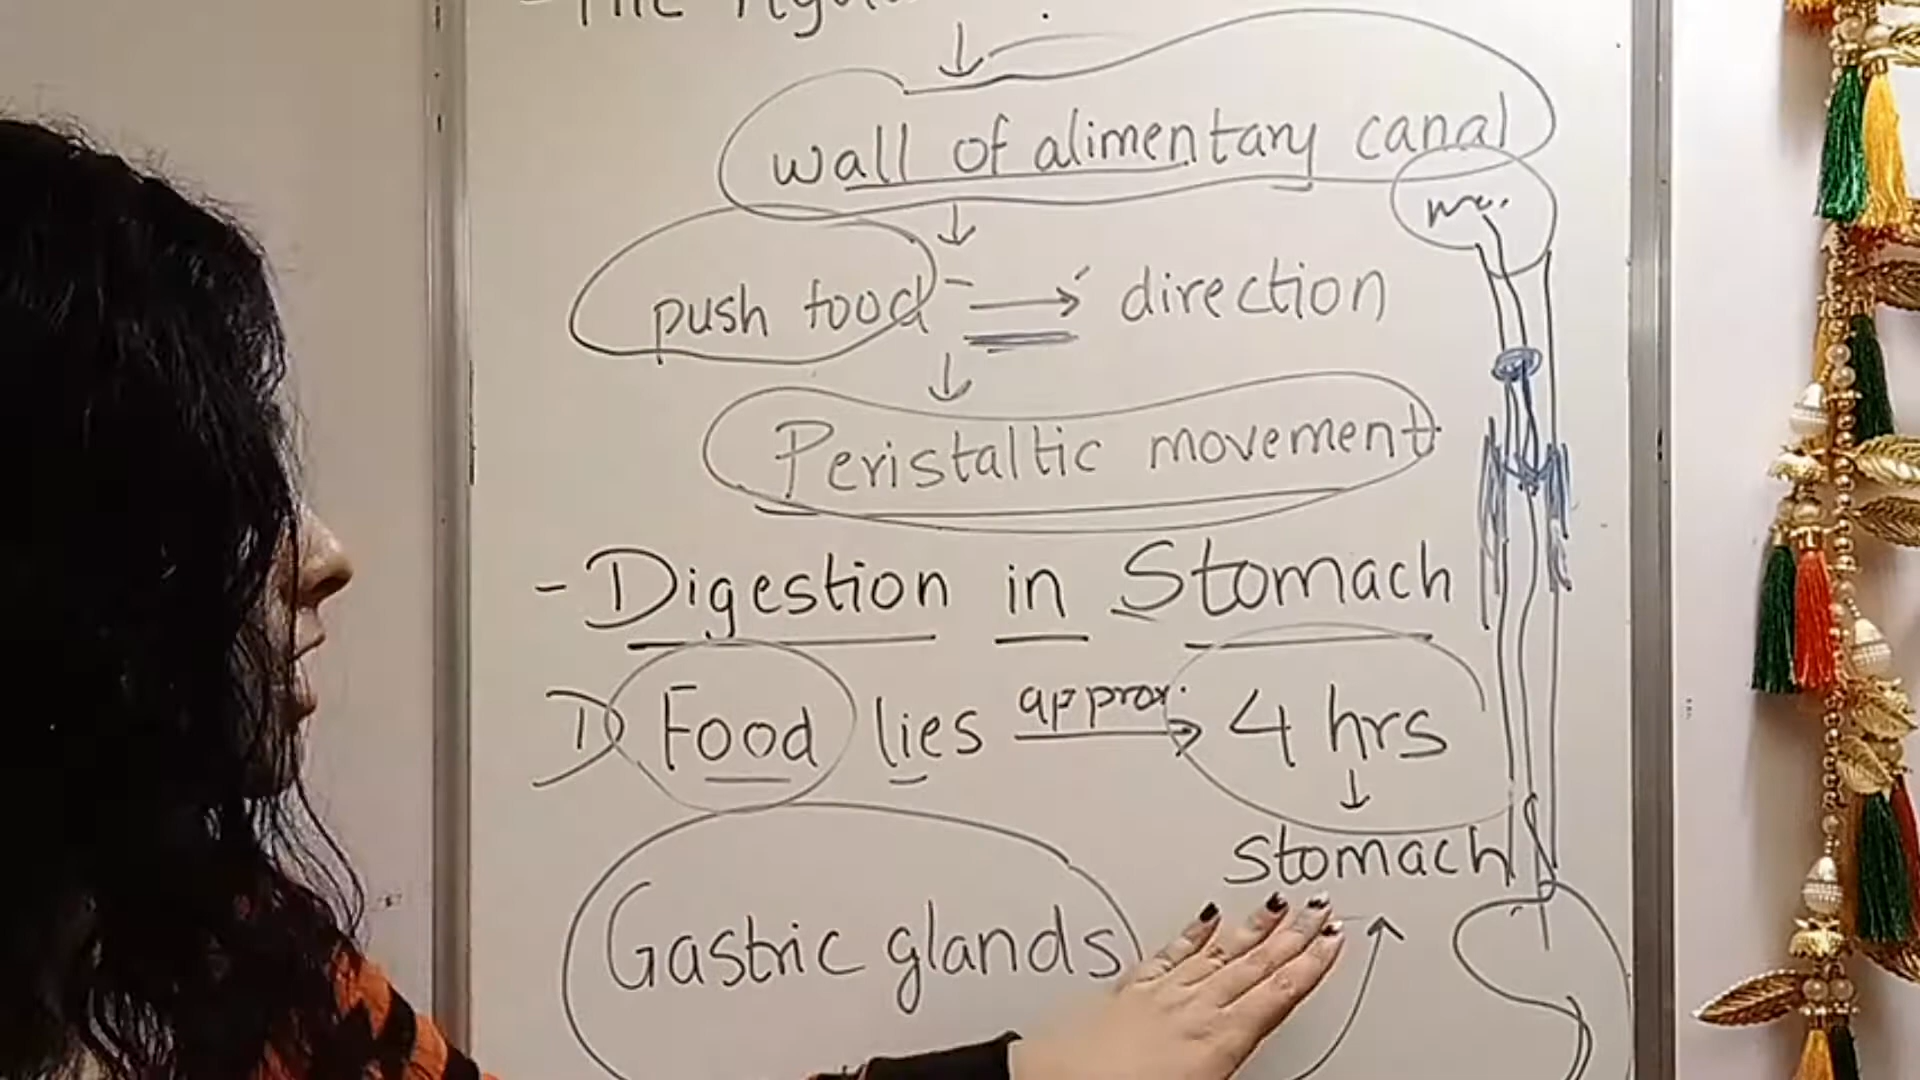 wall of alimentary canal
push food → direction
Peristaltic movement
- Digestion in Stomach
1) Food lies approx. → 4 hrs
↓
stomach
Gastric glands